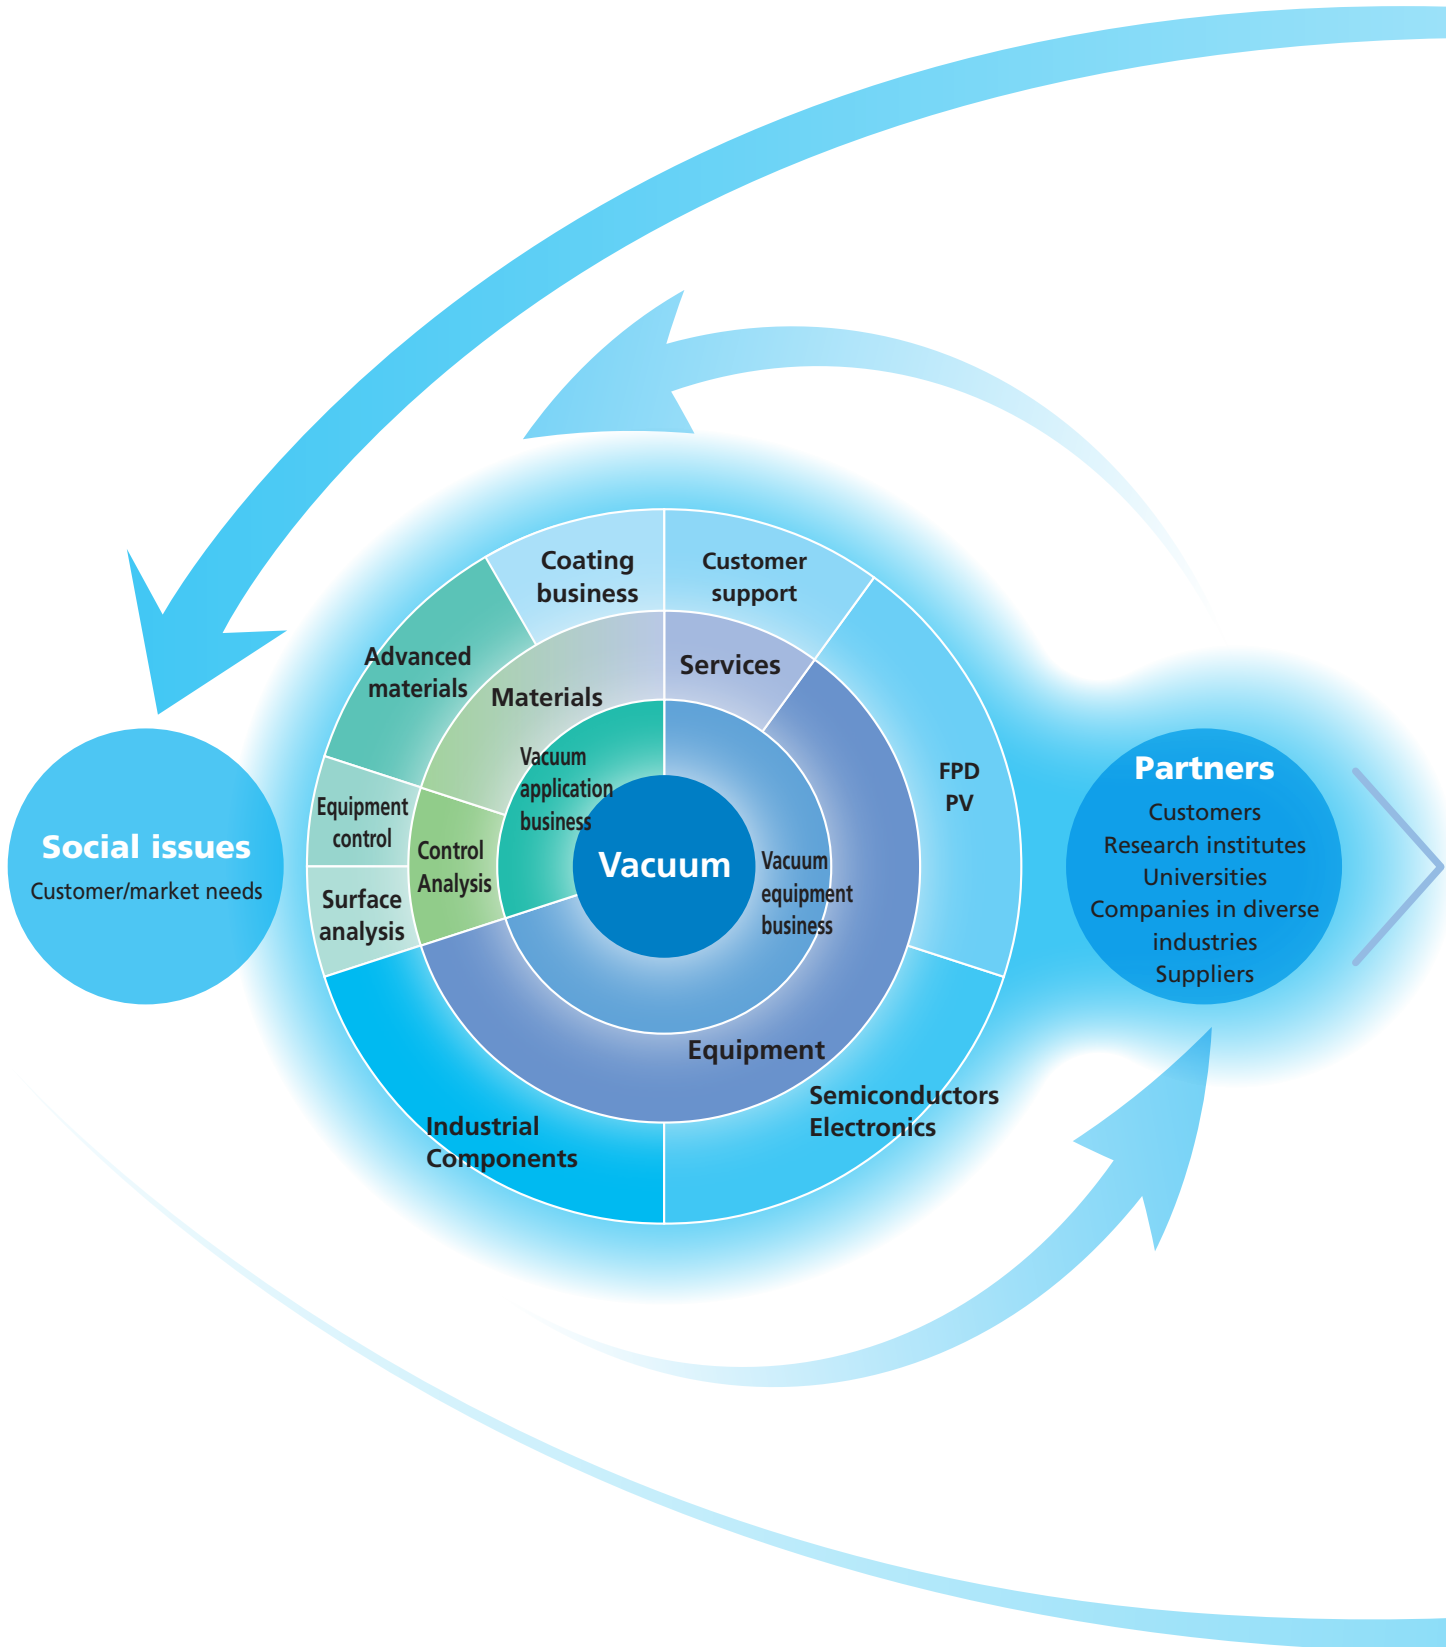 Social issues
Customer/market needs
Coating
business
Customer
support
Advanced
materials
Materials
Services
Vacuum
application
business
Equipment
control
Control
Analysis
Surface
analysis
Vacuum
Vacuum
equipment
business
FPD
PV
Equipment
Semiconductors
Electronics
Industrial
Components
Partners
Customers
Research institutes
Universities
Companies in diverse
industries
Suppliers